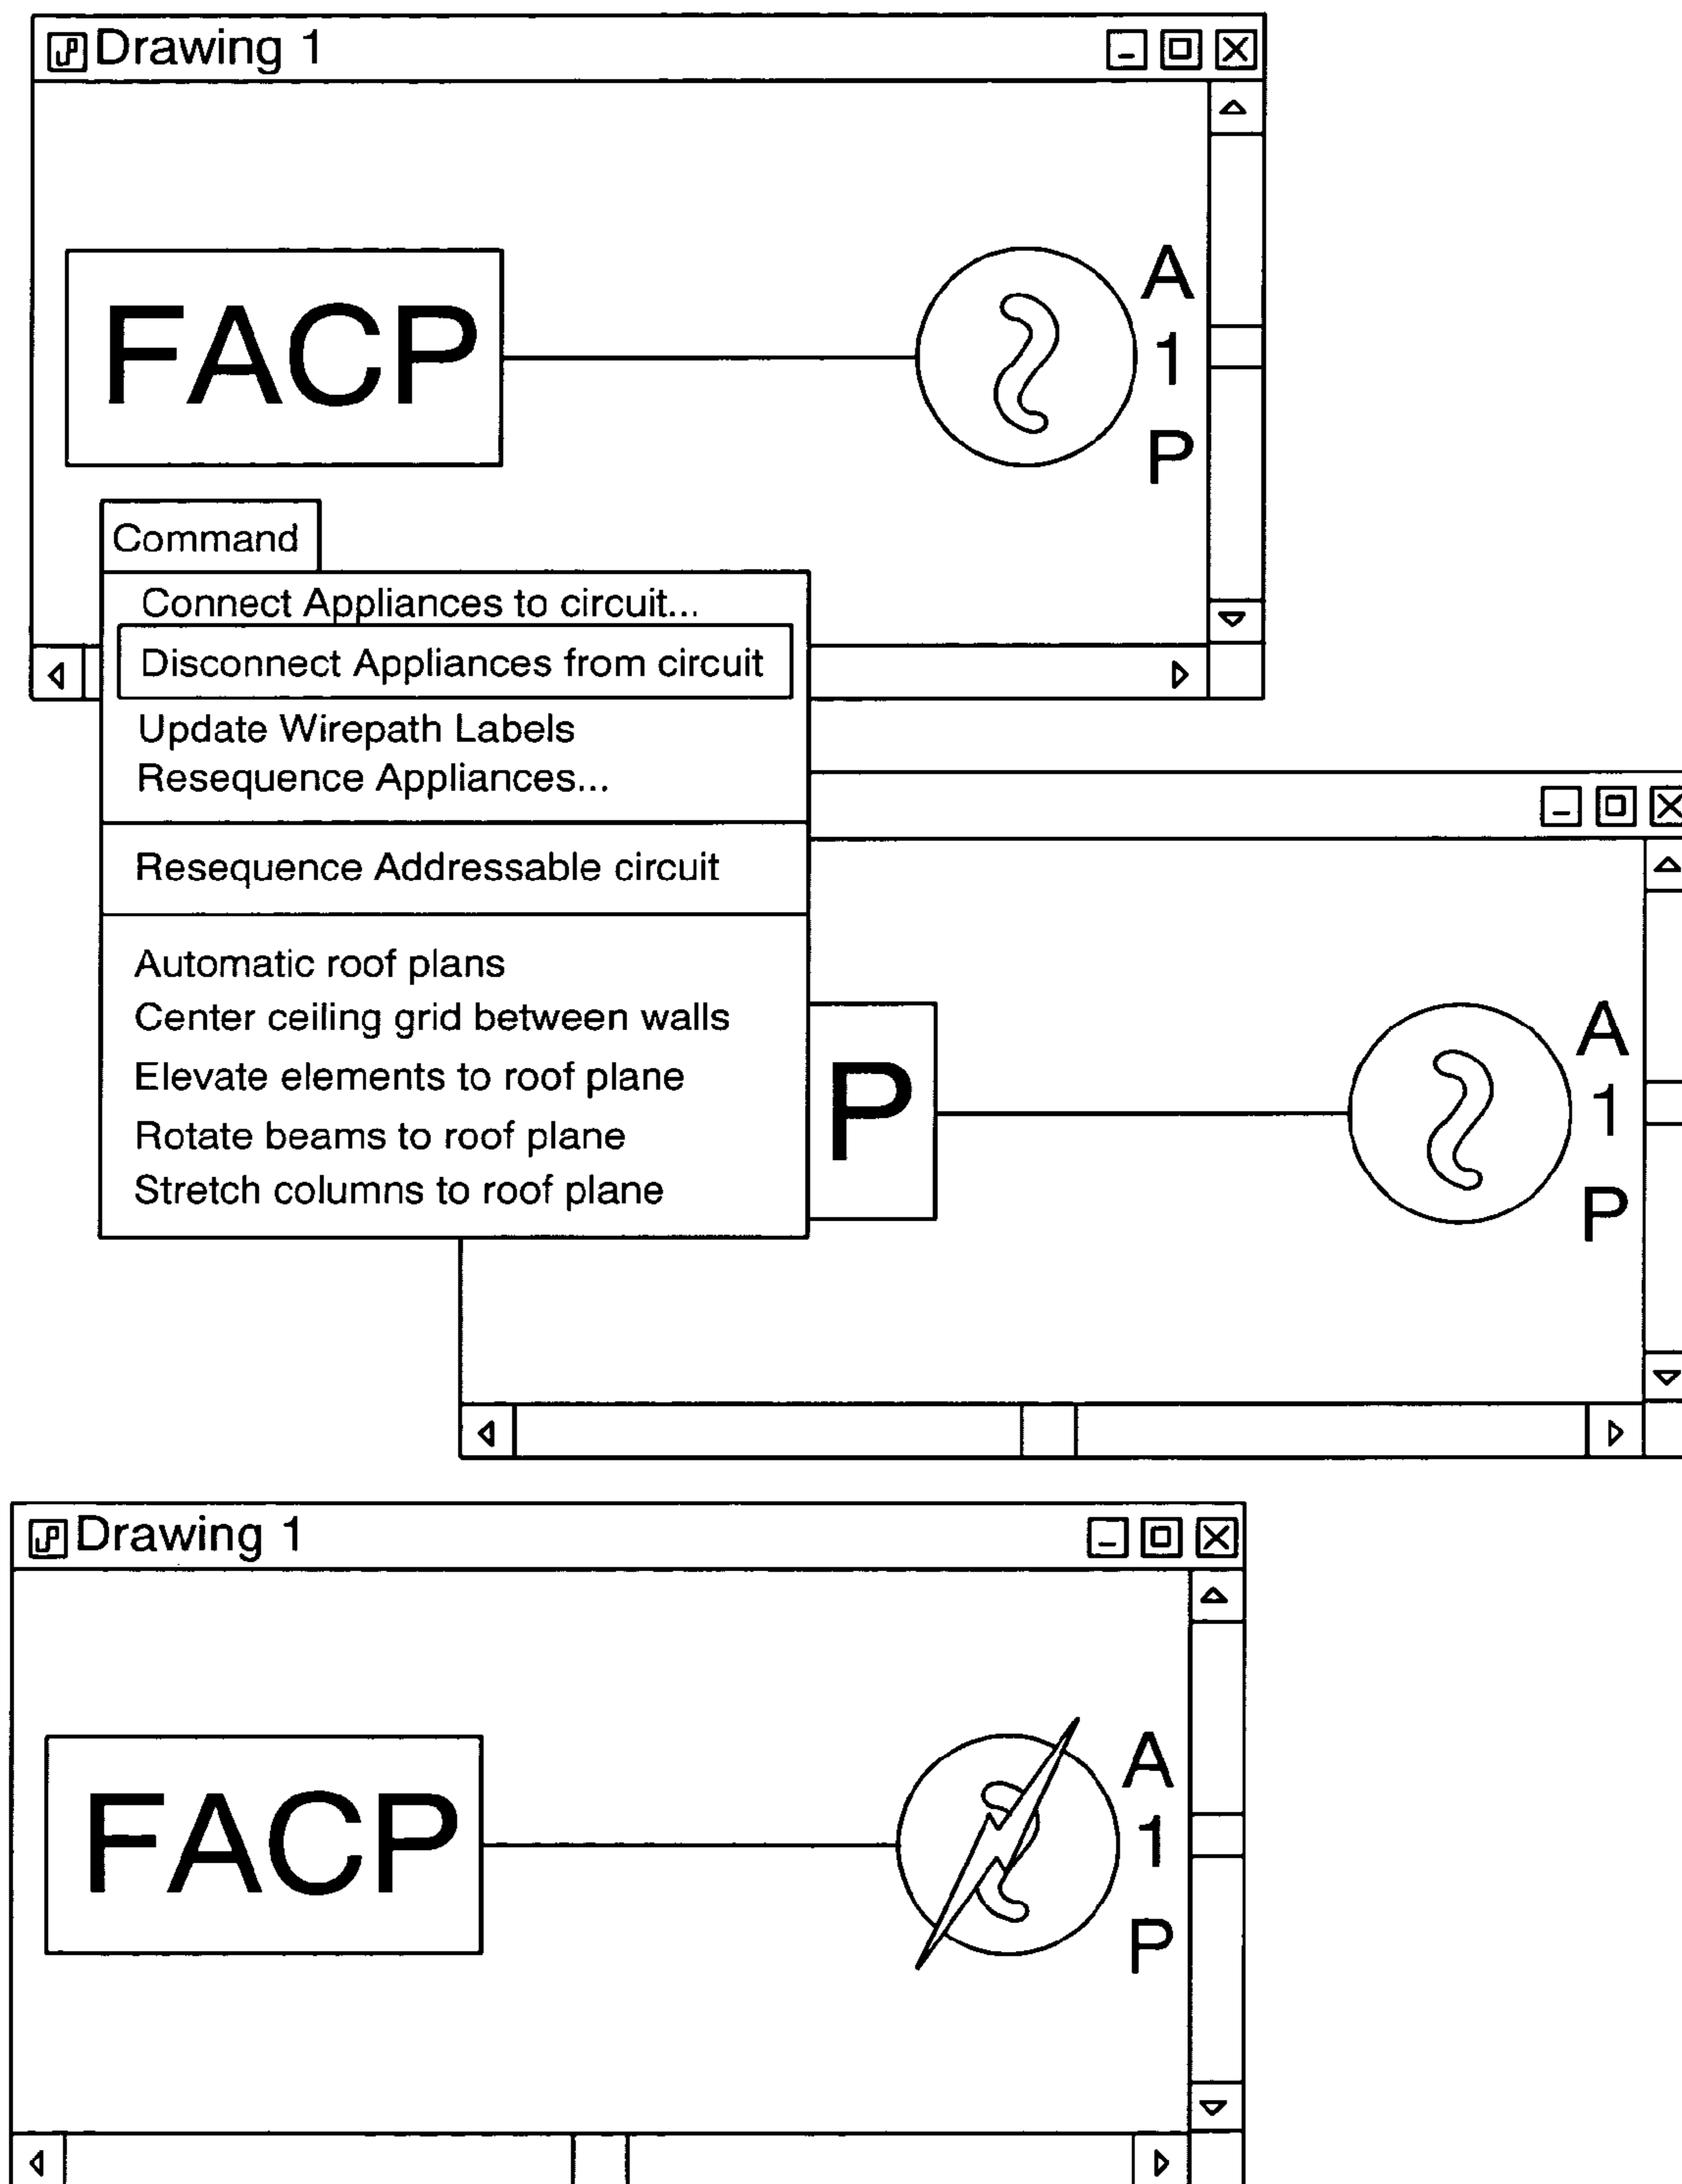 Drawing 1
A
FACP
1
P
Command
Connect Appliances to circuit...
Disconnect Appliances from circuit
Update Wirepath Labels
Resequence Appliances...
Resequence Addressable circuit
Automatic roof plans
Center ceiling grid between walls
Elevate elements to roof plane
Rotate beams to roof plane
Stretch columns to roof plane
A
P
1
P
Drawing 1
A
FACP
1
P